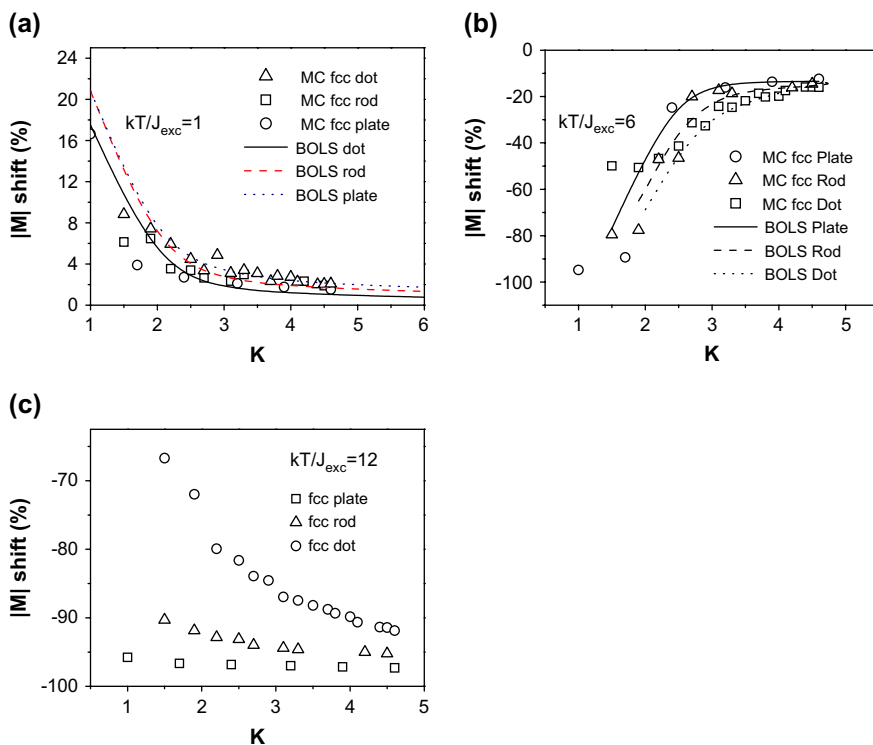 (a)
|M| shift (%)
24
20
16
12
8
4
0
kT/J_exc=1
MC fcc dot
MC fcc rod
MC fcc plate
BOLS dot
BOLS rod
BOLS plate
1 2 3 4 5 6
K
(b)
|M| shift (%)
0
-20
-40
-60
-80
-100
kT/J_exc=6
MC fcc Plate
MC fcc Rod
MC fcc Dot
BOLS Plate
BOLS Rod
BOLS Dot
1 2 3 4 5
K
(c)
|M| shift (%)
-70
-80
-90
-100
kT/J_exc=12
fcc plate
fcc rod
fcc dot
1 2 3 4 5
K